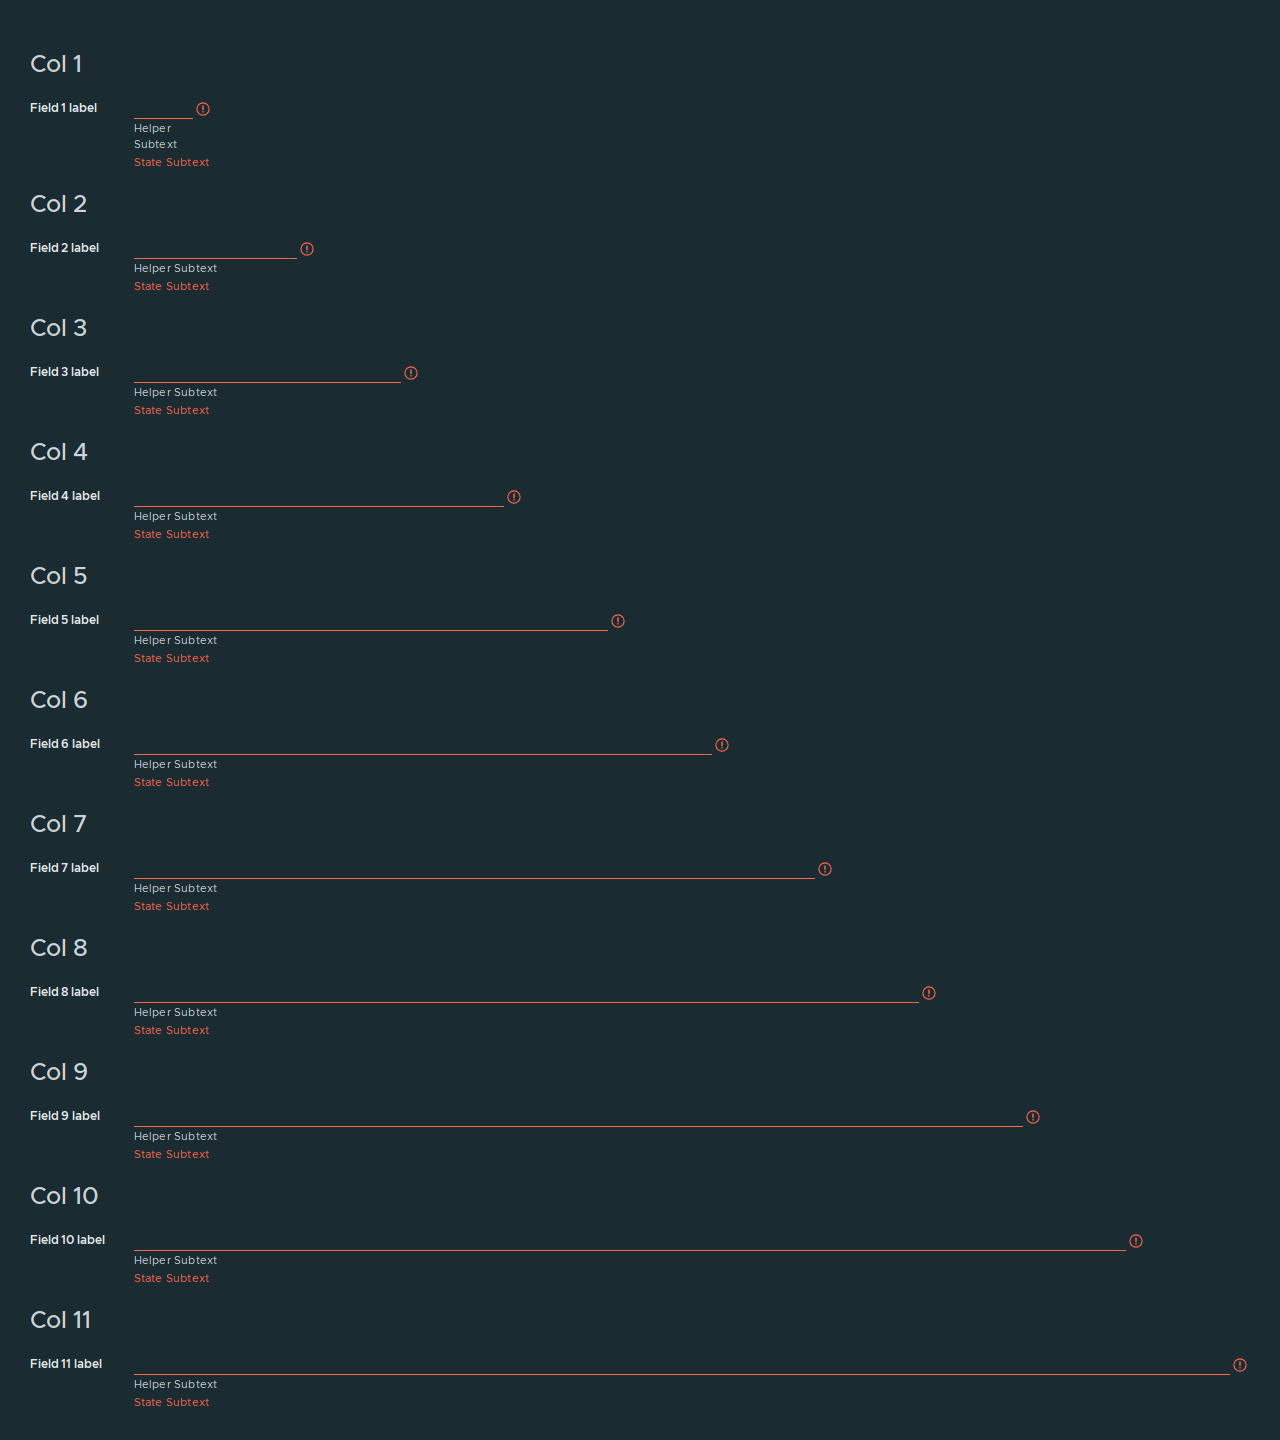 Col 1
Field 1 label
Helper
Subtext
State Subtext
Col 2
Field 2 label
Helper Subtext
State Subtext
Col 3
Field 3 label
Helper Subtext
State Subtext
Col 4
Field 4 label
Helper Subtext
State Subtext
Col 5
Field 5 label
Helper Subtext
State Subtext
Col 6
Field 6 label
Helper Subtext
State Subtext
Col 7
Field 7 label
Helper Subtext
State Subtext
Col 8
Field 8 label
Helper Subtext
State Subtext
Col 9
Field 9 label
Helper Subtext
State Subtext
Col 10
Field 10 label
Helper Subtext
State Subtext
Col 11
Field 11 label
Helper Subtext
State Subtext